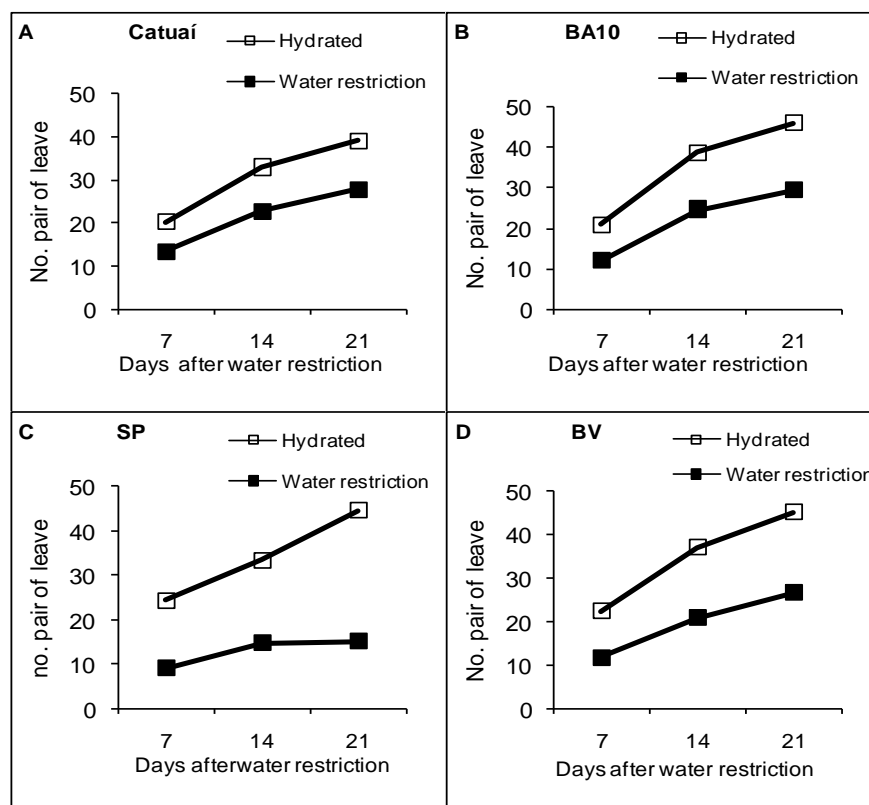 A Catuaí
Hydrated
Water restriction
No. pair of leave
50
40
30
20
10
0
7 14 21
Days after water restriction
B BA10
Hydrated
Water restriction
No. pair of leave
50
40
30
20
10
0
7 14 21
Days after water restriction
C SP
Hydrated
Water restriction
no. pair of leave
50
40
30
20
10
0
7 14 21
Days afterwater restriction
D BV
Hydrated
Water restriction
No. pair of leave
50
40
30
20
10
0
7 14 21
Days after water restriction